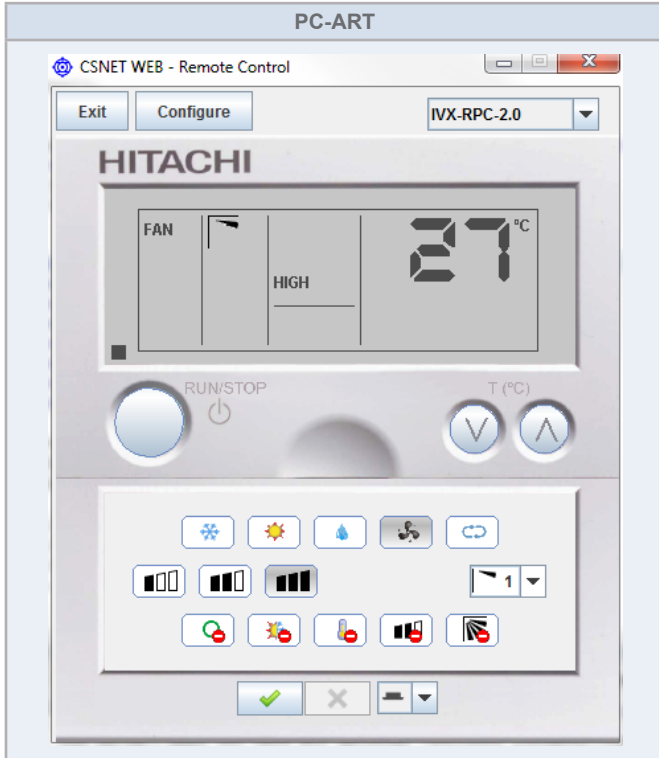 PC-ART
CSNET WEB - Remote Control
Exit Configure IVX-RPC-2.0
HITACHI
FAN 27 °C
HIGH
RUN/STOP T (ºC)
1